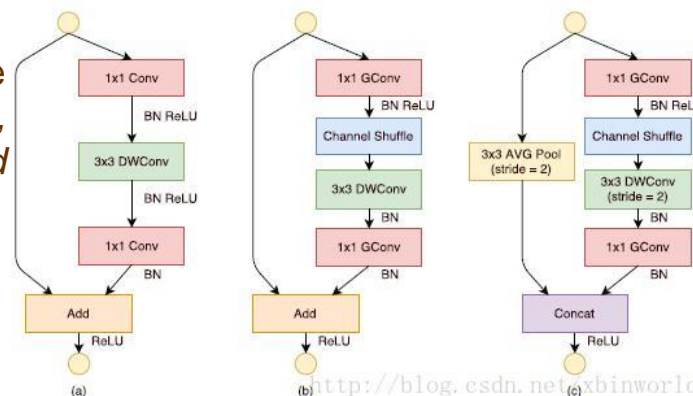 e
,
d
1x1 Conv
BN ReLU
3x3 DWConv
BN ReLU
1x1 Conv
BN
Add
ReLU
(a)
1x1 GConv
BN ReLU
Channel Shuffle
3x3 DWConv
BN
1x1 GConv
BN
Add
ReLU
(b)
3x3 AVG Pool
(stride = 2)
1x1 GConv
BN ReL
Channel Shuffle
3x3 DWConv
(stride = 2)
BN
1x1 GConv
BN
Concat
ReLU
(c)
http://blog.csdn.net/xbinworld